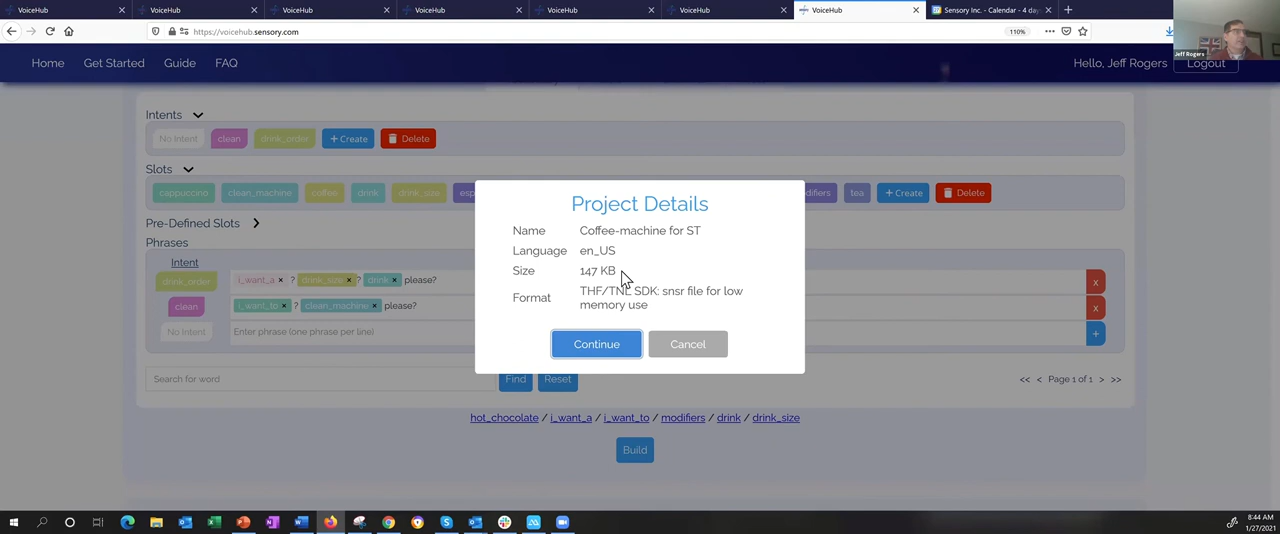 VoiceHub
VoiceHub
VoiceHub
VoiceHub
VoiceHub
VoiceHub
VoiceHub
Sensory Inc. - Calendar - 4 days
https://voicehub.sensory.com
110%
Jeff Rogers
Home
Get Started
Guide
FAQ
Hello, Jeff Rogers
Logout
Intents
No Intent
clean
drink_order
+ Create
Delete
Slots
cappuccino
clean_machine
coffee
drink
drink_size
esp
modifiers
tea
+ Create
Delete
Pre-Defined Slots
Phrases
Intent
drink_order
i_want_a × ? drink_size × ? drink × please?
x
clean
i_want_to × ? clean_machine × please?
x
No Intent
Enter phrase (one phrase per line)
+
Project Details
Name Coffee-machine for ST
Language en_US
Size 147 KB
Format THF/TNL SDK: snsr file for low
memory use
Continue
Cancel
Search for word
Find
Reset
<< < Page 1 of 1 > >>
hot_chocolate / i_want_a / i_want_to / modifiers / drink / drink_size
Build
8:44 AM
1/27/2021